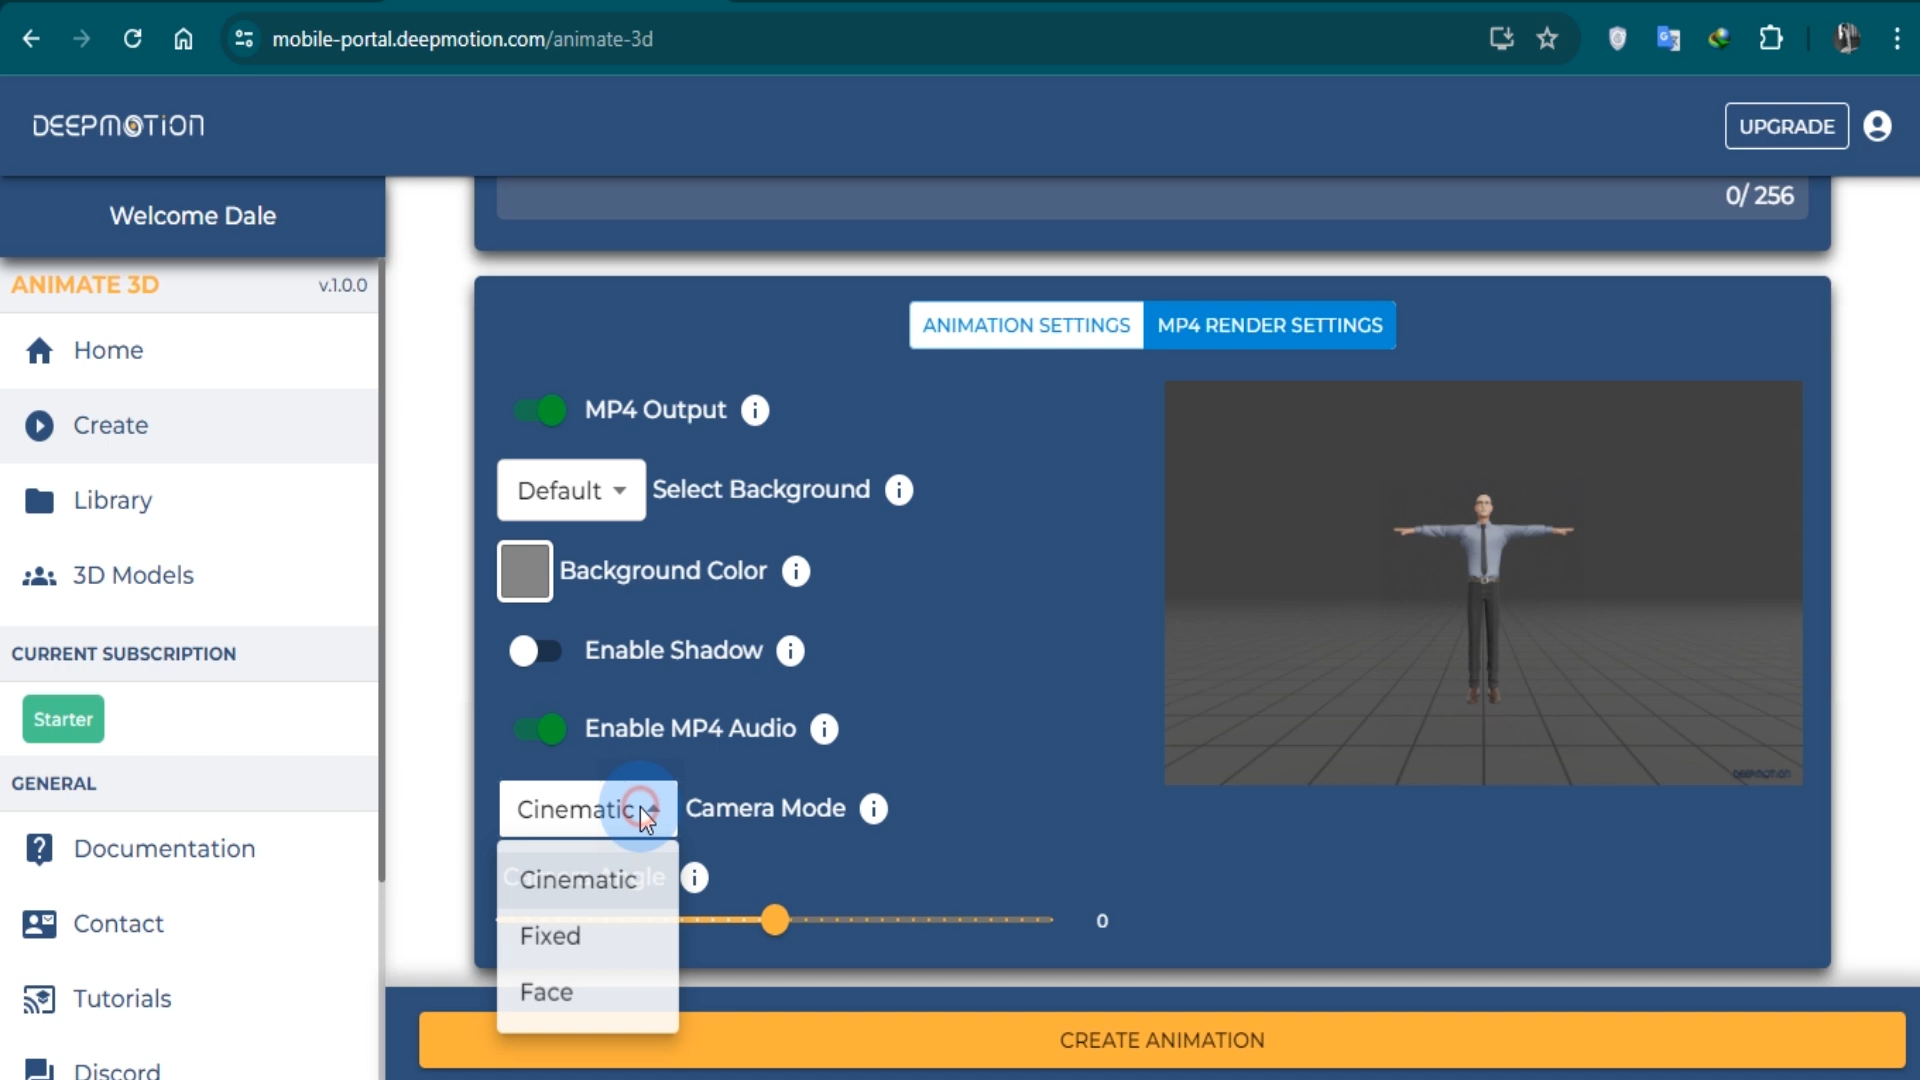 mobile-portal.deepmotion.com/animate-3d
DEEPMOTION
UPGRADE
Welcome Dale
0/ 256
ANIMATE 3D
v.1.0.0
Home
Create
Library
3D Models
CURRENT SUBSCRIPTION
Starter
GENERAL
Documentation
Contact
Tutorials
Discord
ANIMATION SETTINGS
MP4 RENDER SETTINGS
MP4 Output
Default
Select Background
Background Color
Enable Shadow
Enable MP4 Audio
Cinematic
Camera Mode
Cinematic
Fixed
Face
0
DEEPMOTION
CREATE ANIMATION